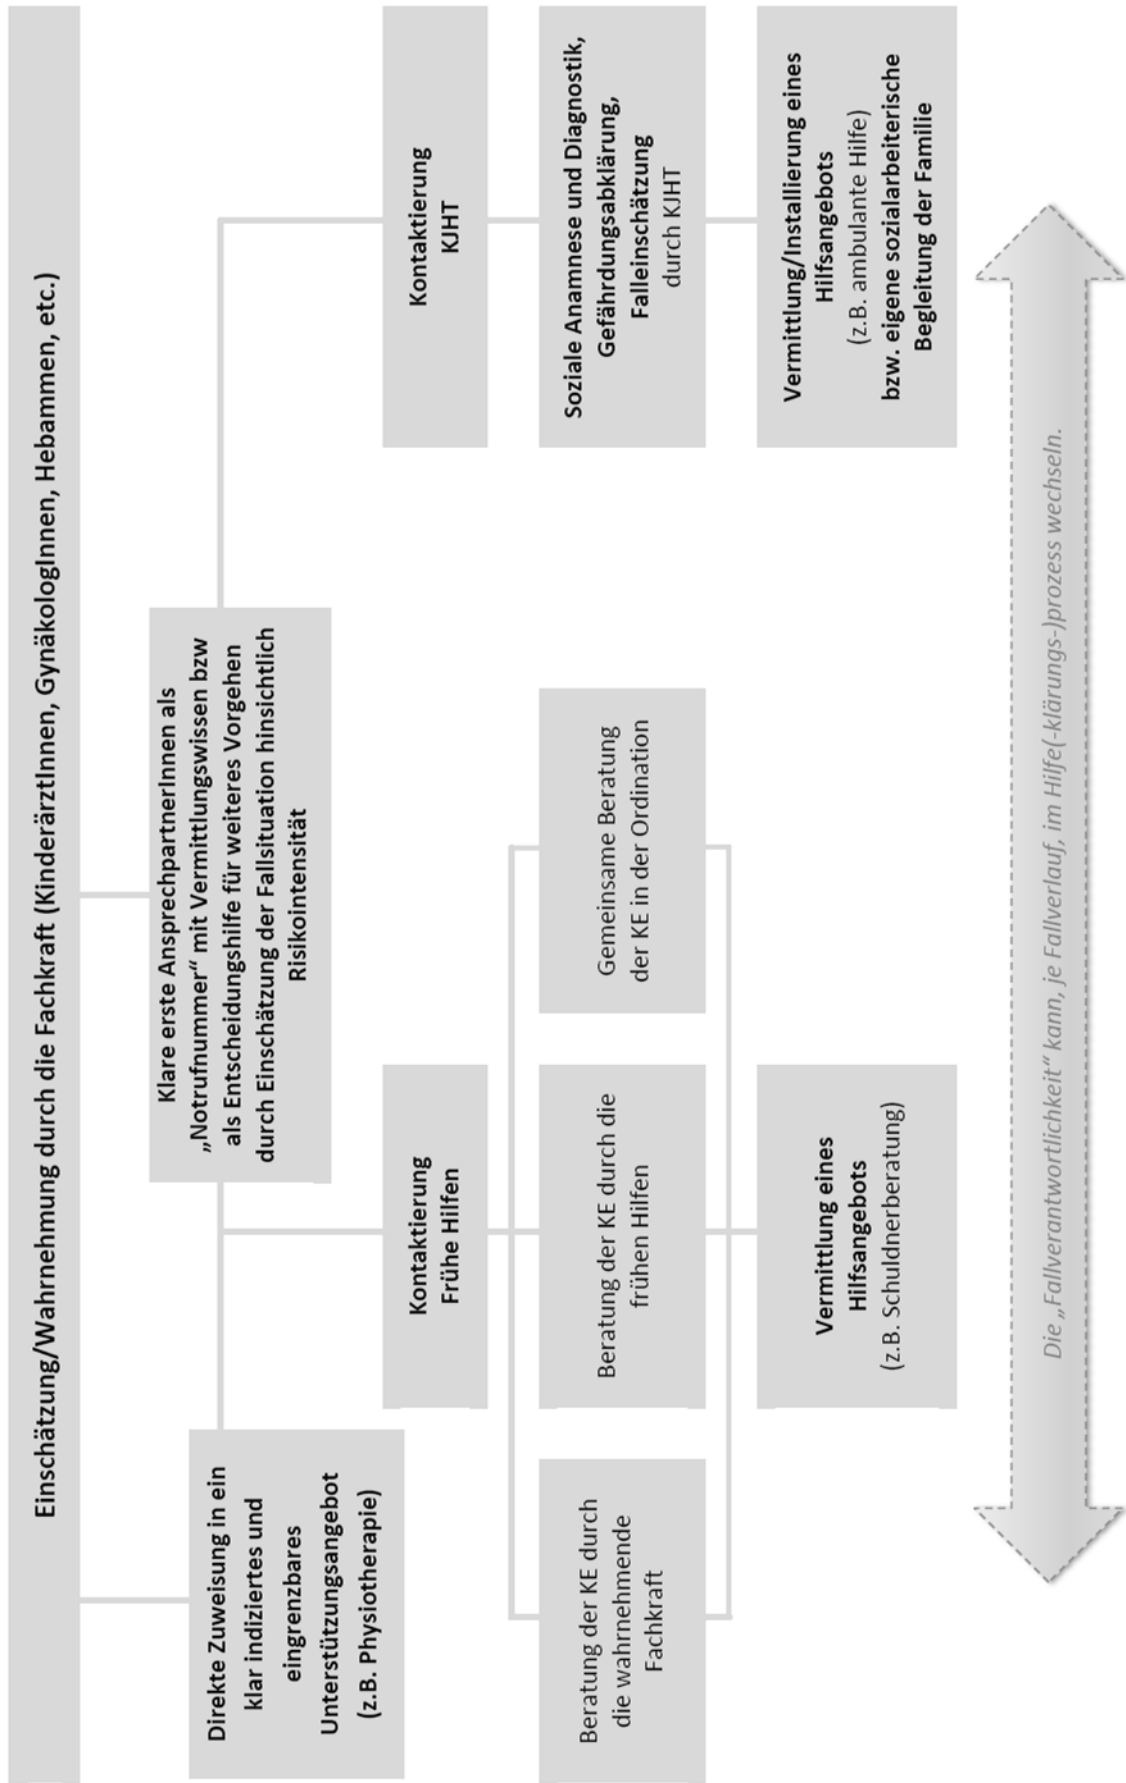 Einschätzung/Wahrnehmung durch die Fachkraft (KinderärztInnen, GynäkologInnen, Hebammen, etc.)
Direkte Zuweisung in ein
klar indiziertes und
eingrenzbares
Unterstützungsangebot
(z.B. Physiotherapie)
Klare erste AnsprechpartnerInnen als
„Notrufnummer“ mit Vermittlungswissen bzw
als Entscheidungshilfe für weiteres Vorgehen
durch Einschätzung der Fallsituation hinsichtlich
Risikointensität
Kontaktierung
Frühe Hilfen
Kontaktierung
KJHT
Beratung der KE durch
die wahrnehmende
Fachkraft
Beratung der KE durch die
frühen Hilfen
Gemeinsame Beratung
der KE in der Ordination
Soziale Anamnese und Diagnostik,
Gefährdungsabklärung,
Falleinschätzung
durch KJHT
Vermittlung eines
Hilfsangebots
(z.B. Schuldnerberatung)
Vermittlung/Installierung eines
Hilfsangebots
(z.B. ambulante Hilfe)
bzw. eigene sozialarbeiterische
Begleitung der Familie
Die „Fallverantwortlichkeit“ kann, je Fallverlauf, im Hilfe(-klärungs-)prozess wechseln.